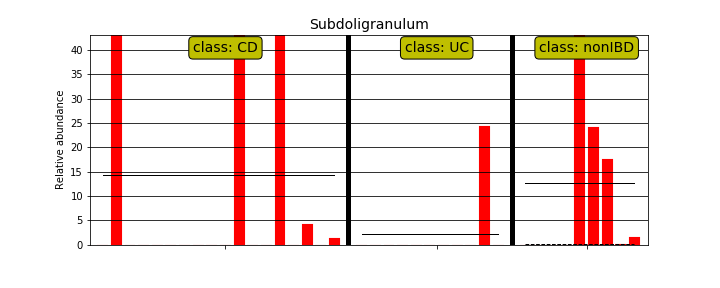 Subdoligranulum
class: CD
class: UC
class: nonIBD
Relative abundance
40
35
30
25
20
15
10
5
0